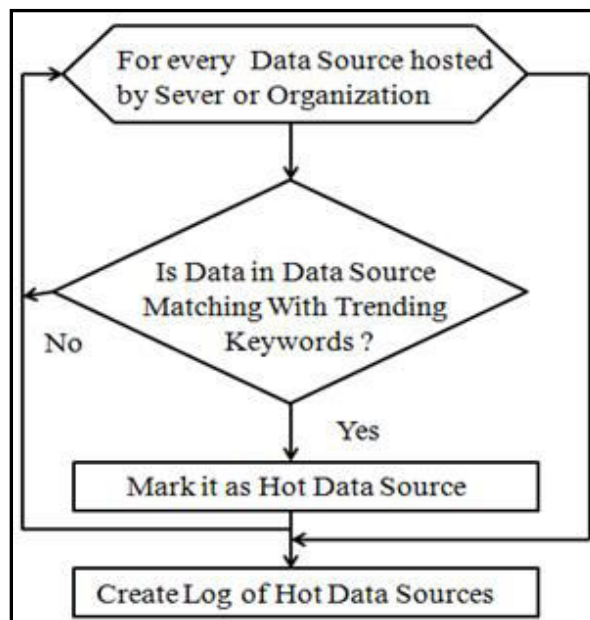 For every Data Source hosted
by Sever or Organization
Is Data in Data Source
Matching With Trending
Keywords ?
No
Yes
Mark it as Hot Data Source
Create Log of Hot Data Sources